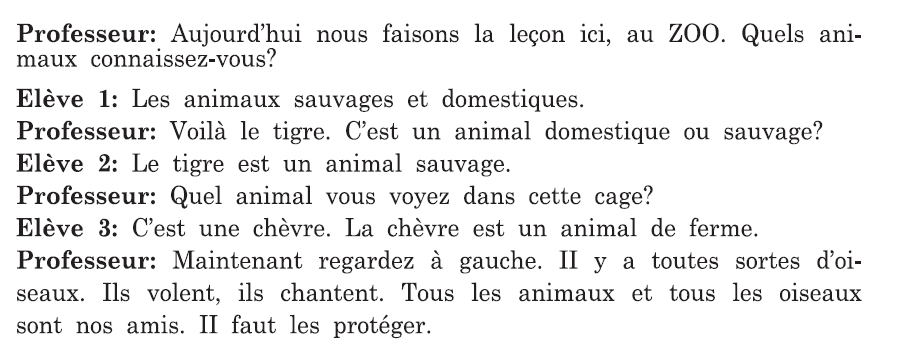 Professeur: Aujourd'hui nous faisons la leçon ici, au ZOO. Quels ani-
maux connaissez-vous?
Elève 1: Les animaux sauvages et domestiques.
Professeur: Voilà le tigre. C'est un animal domestique ou sauvage?
Elève 2: Le tigre est un animal sauvage.
Professeur: Quel animal vous voyez dans cette cage?
Elève 3: C'est une chèvre. La chèvre est un animal de ferme.
Professeur: Maintenant regardez à gauche. II y a toutes sortes d'oi-
seaux. Ils volent, ils chantent. Tous les animaux et tous les oiseaux
sont nos amis. II faut les protéger.